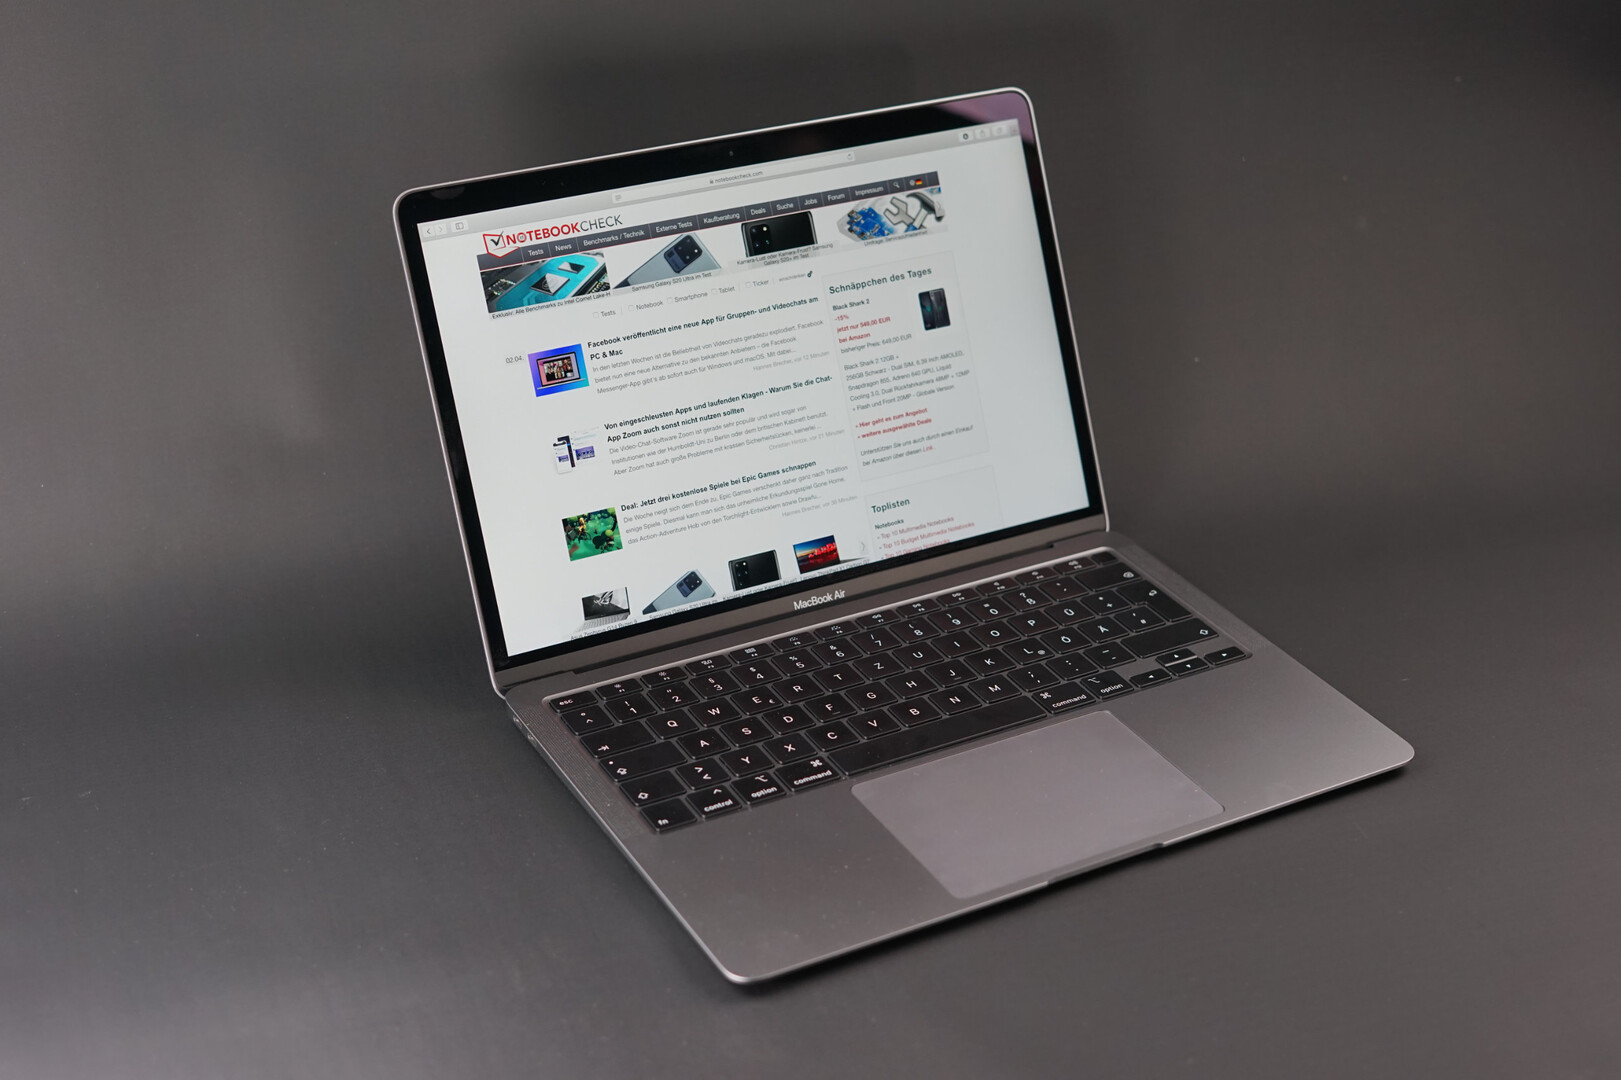 notebookcheck.com
NOTEBOOKCHECK
Tests News Benchmarks / Technik Externe Tests Kaufberatung Deals Suche Jobs Forum Impressum
Exklusiv: Alle Benchmarks zu Intel Comet Lake-H
Samsung Galaxy S20 Ultra im Test
Kamera-Lust oder Kamera-Frust? Samsung
Galaxy S20+ im Test
Tests Notebook Smartphone Tablet Ticker
02.04.
Facebook veröffentlicht eine neue App für Gruppen- und Videochats am
PC & Mac
In den letzten Wochen ist die Beliebtheit von Videochats geradezu explodiert. Facebook
bietet nun eine neue Alternative zu den bekannten Anbietern – die Facebook
Messenger-App gibt's ab sofort auch für Windows und macOS. Mit dabei...
Von eingeschleusten Apps und laufenden Klagen - Warum Sie die Chat-
App Zoom auch sonst nicht nutzen sollten
Die Video-Chat-Software Zoom ist gerade sehr populär und wird sogar von
Institutionen wie der Humboldt-Uni zu Berlin oder dem britischen Kabinett benutzt.
Aber Zoom hat auch große Probleme mit krassen Sicherheitslücken, keinerlei ...
Deal: Jetzt drei kostenlose Spiele bei Epic Games schnappen
Die Woche neigt sich dem Ende zu, Epic Games verschenkt daher ganz nach Tradition
einige Spiele. Diesmal kann man sich das unheimliche Erkundungsspiel Gone Home,
das Action-Adventure Hob von den Torchlight-Entwicklern sowie Drawfu...
Schnäppchen des Tages
Black Shark 2
-15%
jetzt nur 549,00 EUR
bei Amazon
bisheriger Preis: 649,00 EUR
Black Shark 2 12GB +
256GB Schwarz - Dual SIM, 6.39 inch AMOLED,
Snapdragon 855, Adreno 640 GPU, Liquid
Cooling 3.0, Dual Rückfahrkamera 48MP + 12MP
+ Flash und Front 20MP - Globale Version
» Hier geht es zum Angebot
» weitere ausgewählte Deals
Unterstützen Sie uns auch durch einen Einkauf
bei Amazon über diesen Link
Toplisten
Notebooks
» Top 10 Multimedia Notebooks
» Top 10 Budget Multimedia Notebooks
MacBook Air
esc
° ^ ! 1 " 2 § 3 $ 4 % 5 & 6 / 7 ( 8 ) 9 = 0 ? ß
Q W E € R T Z U I O P Ü * +
A S D F G H J K L @ Ö Ä
> < Y X C V B N M ; , : . _ -
fn control option command command option